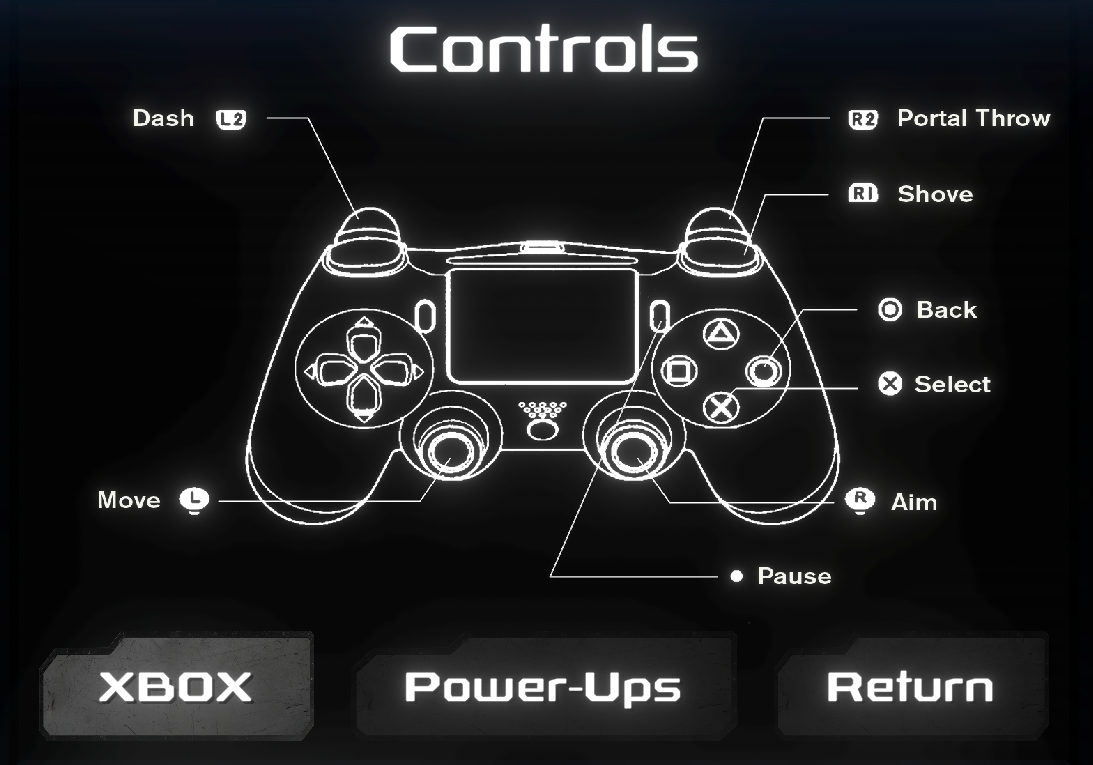 Controls
Dash L2
R2 Portal Throw
R1 Shove
Back
Select
Move L
R Aim
Pause
XBOX
Power-Ups
Return